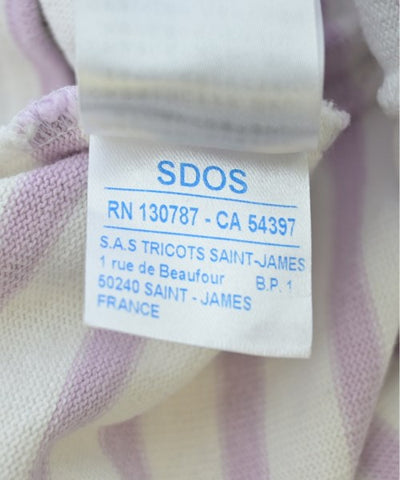 SDOS
RN 130787 - CA 54397
S.A.S TRICOTS SAINT-JAMES
1 rue de Beaufour B.P. 1
50240 SAINT - JAMES
FRANCE